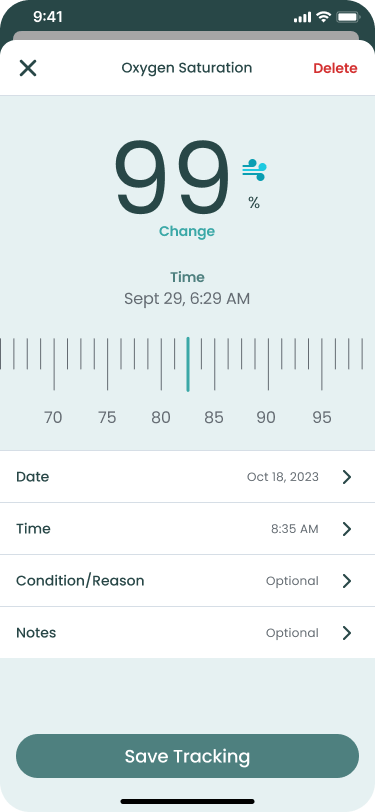 9:41
Oxygen Saturation Delete
99
%
Change
Time
Sept 29, 6:29 AM
70 75 80 85 90 95
Date Oct 18, 2023
Time 8:35 AM
Condition/Reason Optional
Notes Optional
Save Tracking